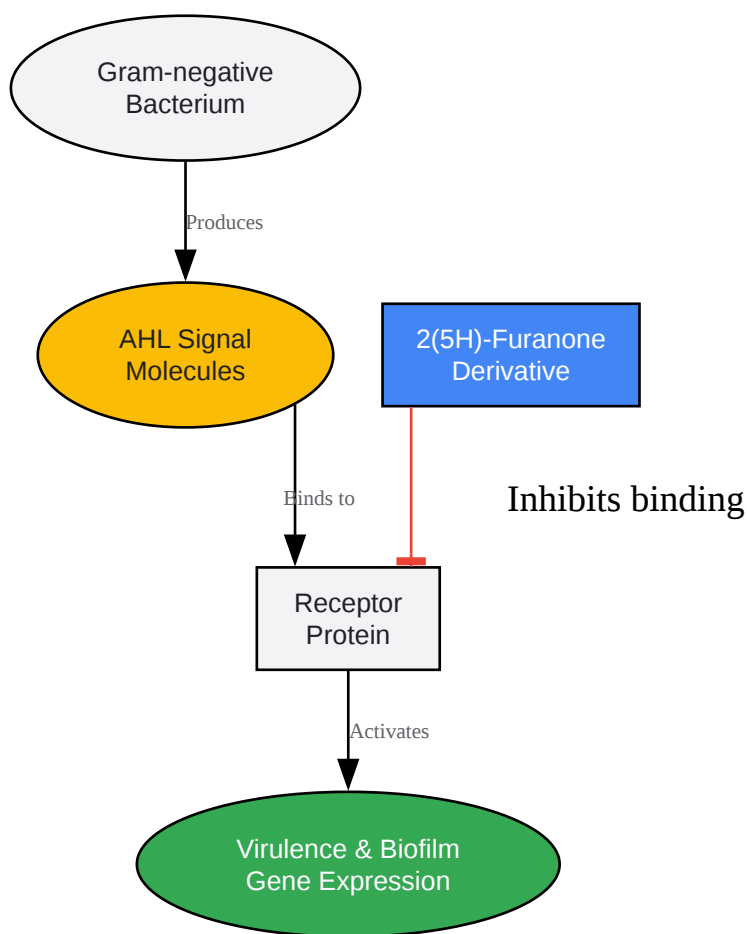 Gram-negative
Bacterium
Produces
AHL Signal
Molecules
2(5H)-Furanone
Derivative
Binds to
Inhibits binding
Receptor
Protein
Activates
Virulence & Biofilm
Gene Expression